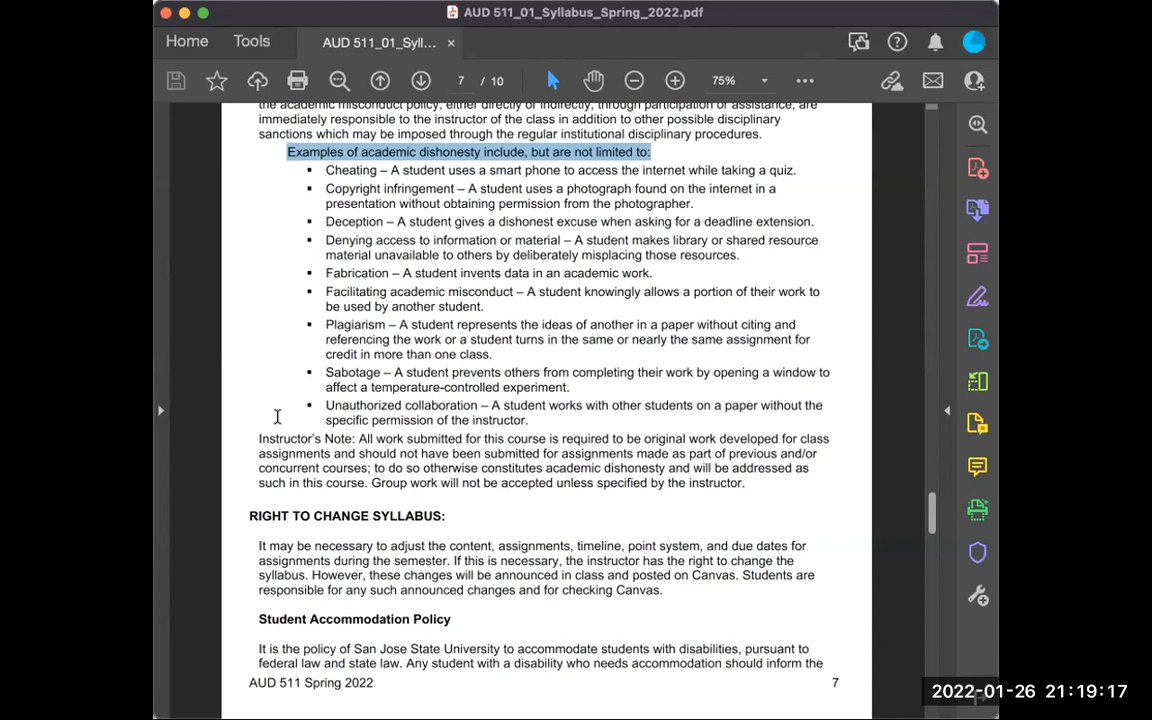 AUD 511_01_Syllabus_Spring_2022.pdf
Home Tools AUD 511_01_Syll... ×
7 / 10 75%
the academic misconduct policy, either directly or indirectly, through participation or assistance, are
immediately responsible to the instructor of the class in addition to other possible disciplinary
sanctions which may be imposed through the regular institutional disciplinary procedures.
Examples of academic dishonesty include, but are not limited to:
▪ Cheating – A student uses a smart phone to access the internet while taking a quiz.
▪ Copyright infringement – A student uses a photograph found on the internet in a
presentation without obtaining permission from the photographer.
▪ Deception – A student gives a dishonest excuse when asking for a deadline extension.
▪ Denying access to information or material – A student makes library or shared resource
material unavailable to others by deliberately misplacing those resources.
▪ Fabrication – A student invents data in an academic work.
▪ Facilitating academic misconduct – A student knowingly allows a portion of their work to
be used by another student.
▪ Plagiarism – A student represents the ideas of another in a paper without citing and
referencing the work or a student turns in the same or nearly the same assignment for
credit in more than one class.
▪ Sabotage – A student prevents others from completing their work by opening a window to
affect a temperature-controlled experiment.
▪ Unauthorized collaboration – A student works with other students on a paper without the
specific permission of the instructor.
Instructor's Note: All work submitted for this course is required to be original work developed for class
assignments and should not have been submitted for assignments made as part of previous and/or
concurrent courses; to do so otherwise constitutes academic dishonesty and will be addressed as
such in this course. Group work will not be accepted unless specified by the instructor.
RIGHT TO CHANGE SYLLABUS:
It may be necessary to adjust the content, assignments, timeline, point system, and due dates for
assignments during the semester. If this is necessary, the instructor has the right to change the
syllabus. However, these changes will be announced in class and posted on Canvas. Students are
responsible for any such announced changes and for checking Canvas.
Student Accommodation Policy
It is the policy of San Jose State University to accommodate students with disabilities, pursuant to
federal law and state law. Any student with a disability who needs accommodation should inform the
AUD 511 Spring 2022 7
2022-01-26 21:19:17